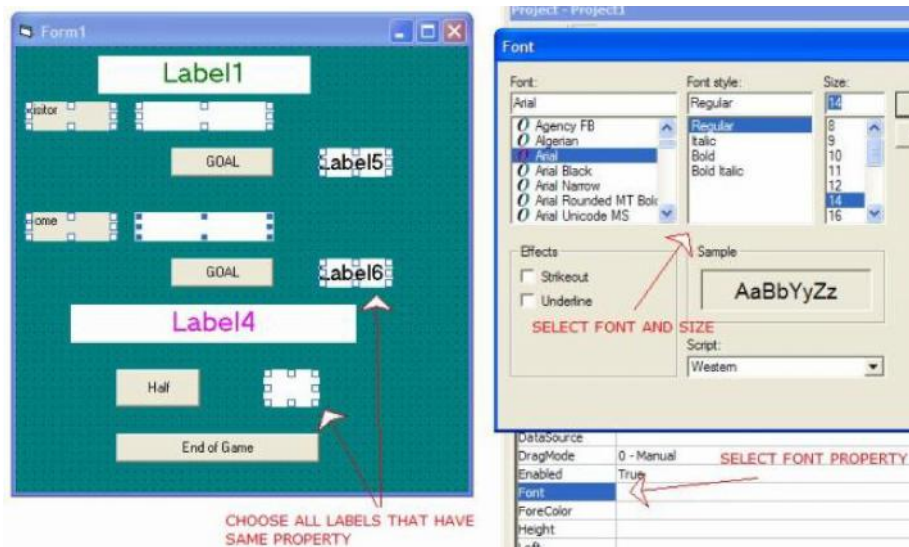 Project - Project1
Form1
Label1
isitor
GOAL
Label5
ome
GOAL
Label6
Label4
Half
End of Game
CHOOSE ALL LABELS THAT HAVE
SAME PROPERTY
Font
Font:
Arial
Agency FB
Algerian
Arial
Arial Black
Arial Narrow
Arial Rounded MT Bol
Arial Unicode MS
Font style:
Regular
Regular
Italic
Bold
Bold Italic
Size:
14
8
9
10
11
12
14
16
Effects
Strikeout
Underline
Sample
AaBbYyZz
SELECT FONT AND SIZE
Script:
Western
DataSource
DragMode 0 - Manual
SELECT FONT PROPERTY
Enabled True
Font
ForeColor
Height
Left